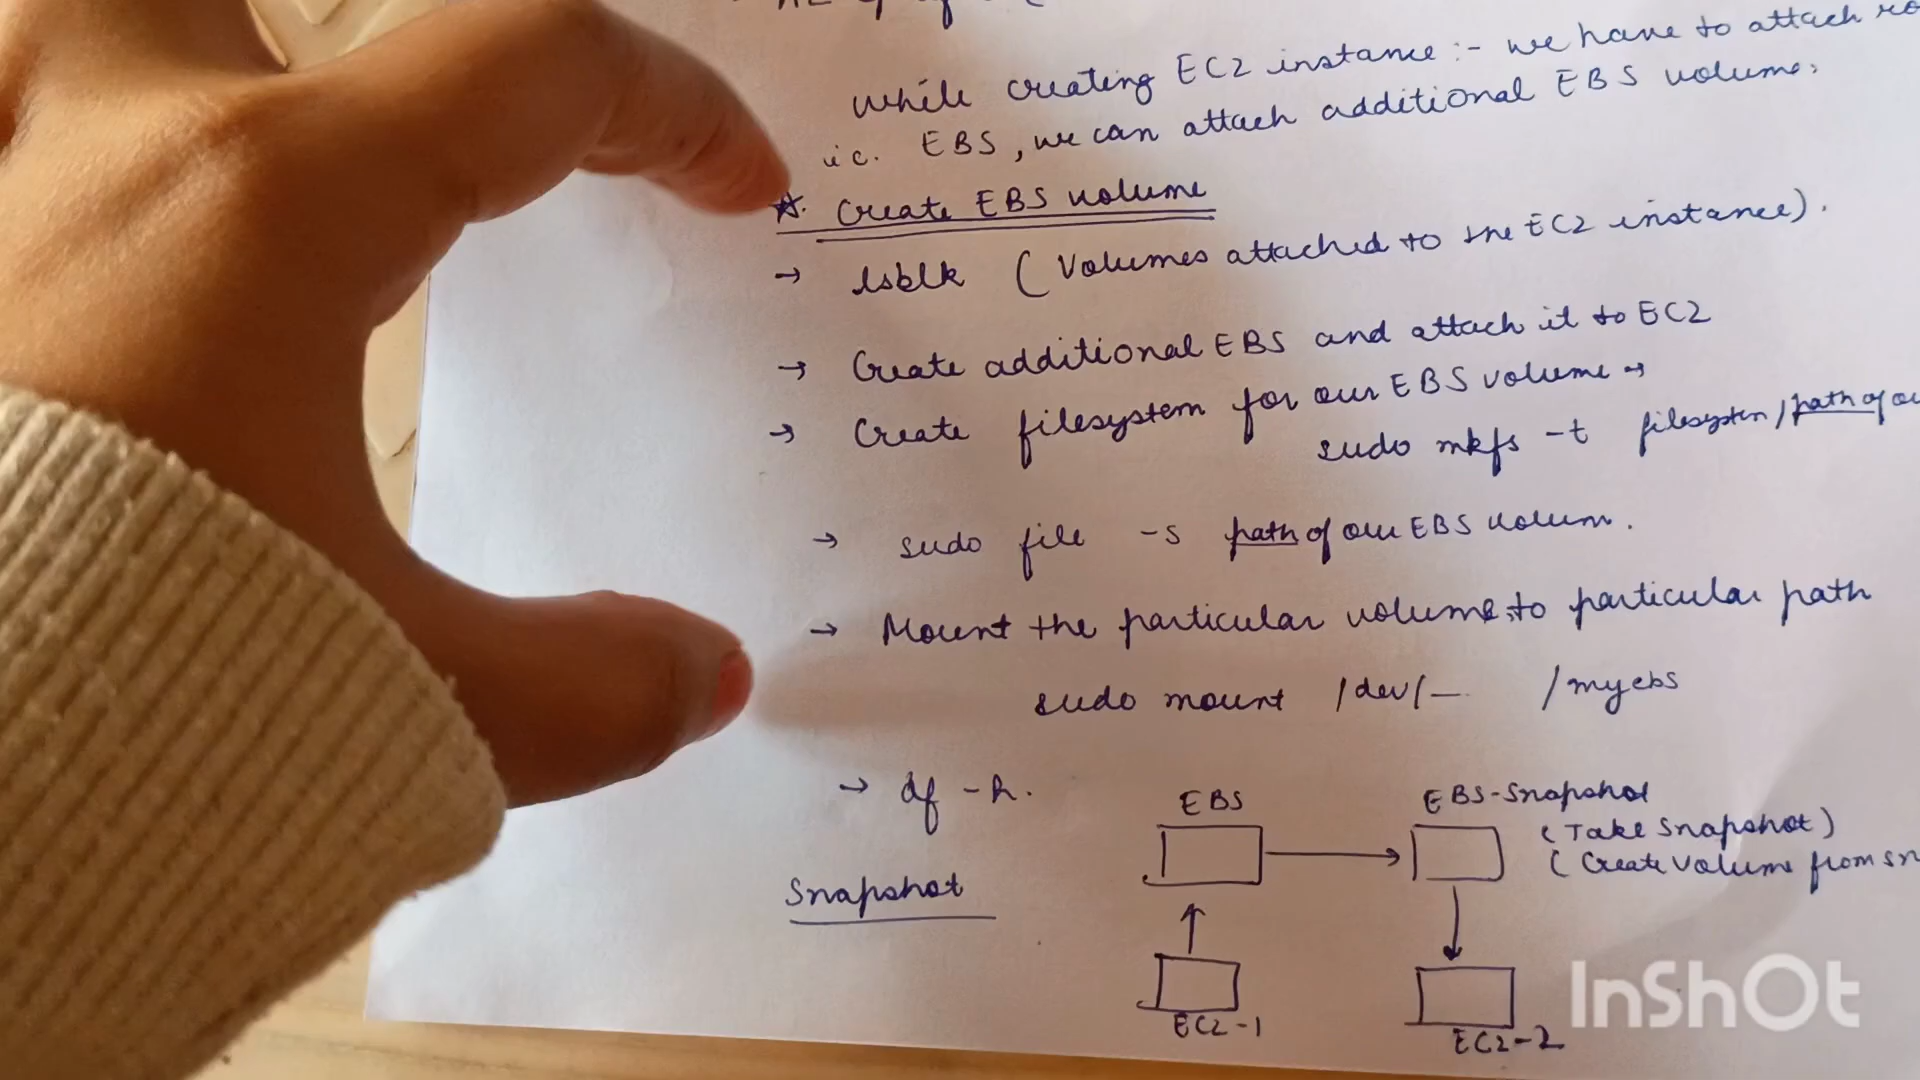 while creating EC2 instance :- we have to attach
i.e. EBS, we can attach additional EBS volume.
☆. Create EBS volume
→ lsblk (Volumes attached to the EC2 instance).
→ Create additional EBS and attach it to EC2
→ Create filesystem for our EBS volume →
sudo mkfs -t filesystem / path of
→ sudo file -s path of our EBS volum.
→ Mount the particular volume to particular path
sudo mount /dev/— /myebs
→ df -h.
EBS
EBS-Snapshot
(Take Snapshot)
(Create volume from
Snapshot
EC2-1
EC2-2
InShOt